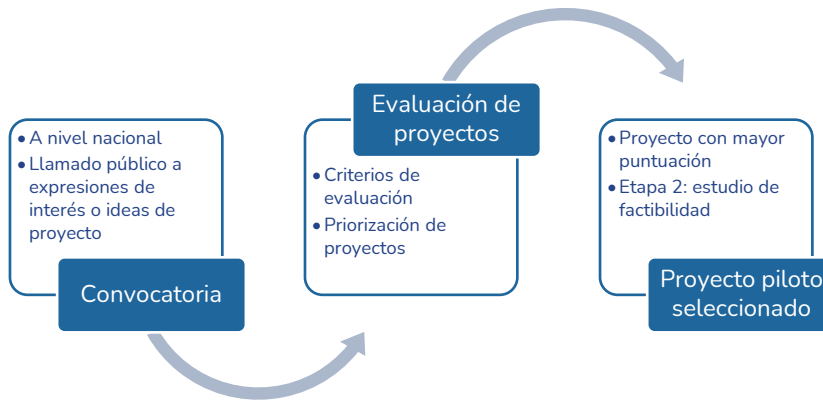 • A nivel nacional
• Llamado público a
expresiones de
interés o ideas de
proyecto
Convocatoria
Evaluación de
proyectos
• Criterios de
evaluación
• Priorización de
proyectos
• Proyecto con mayor
puntuación
• Etapa 2: estudio de
factibilidad
Proyecto piloto
seleccionado